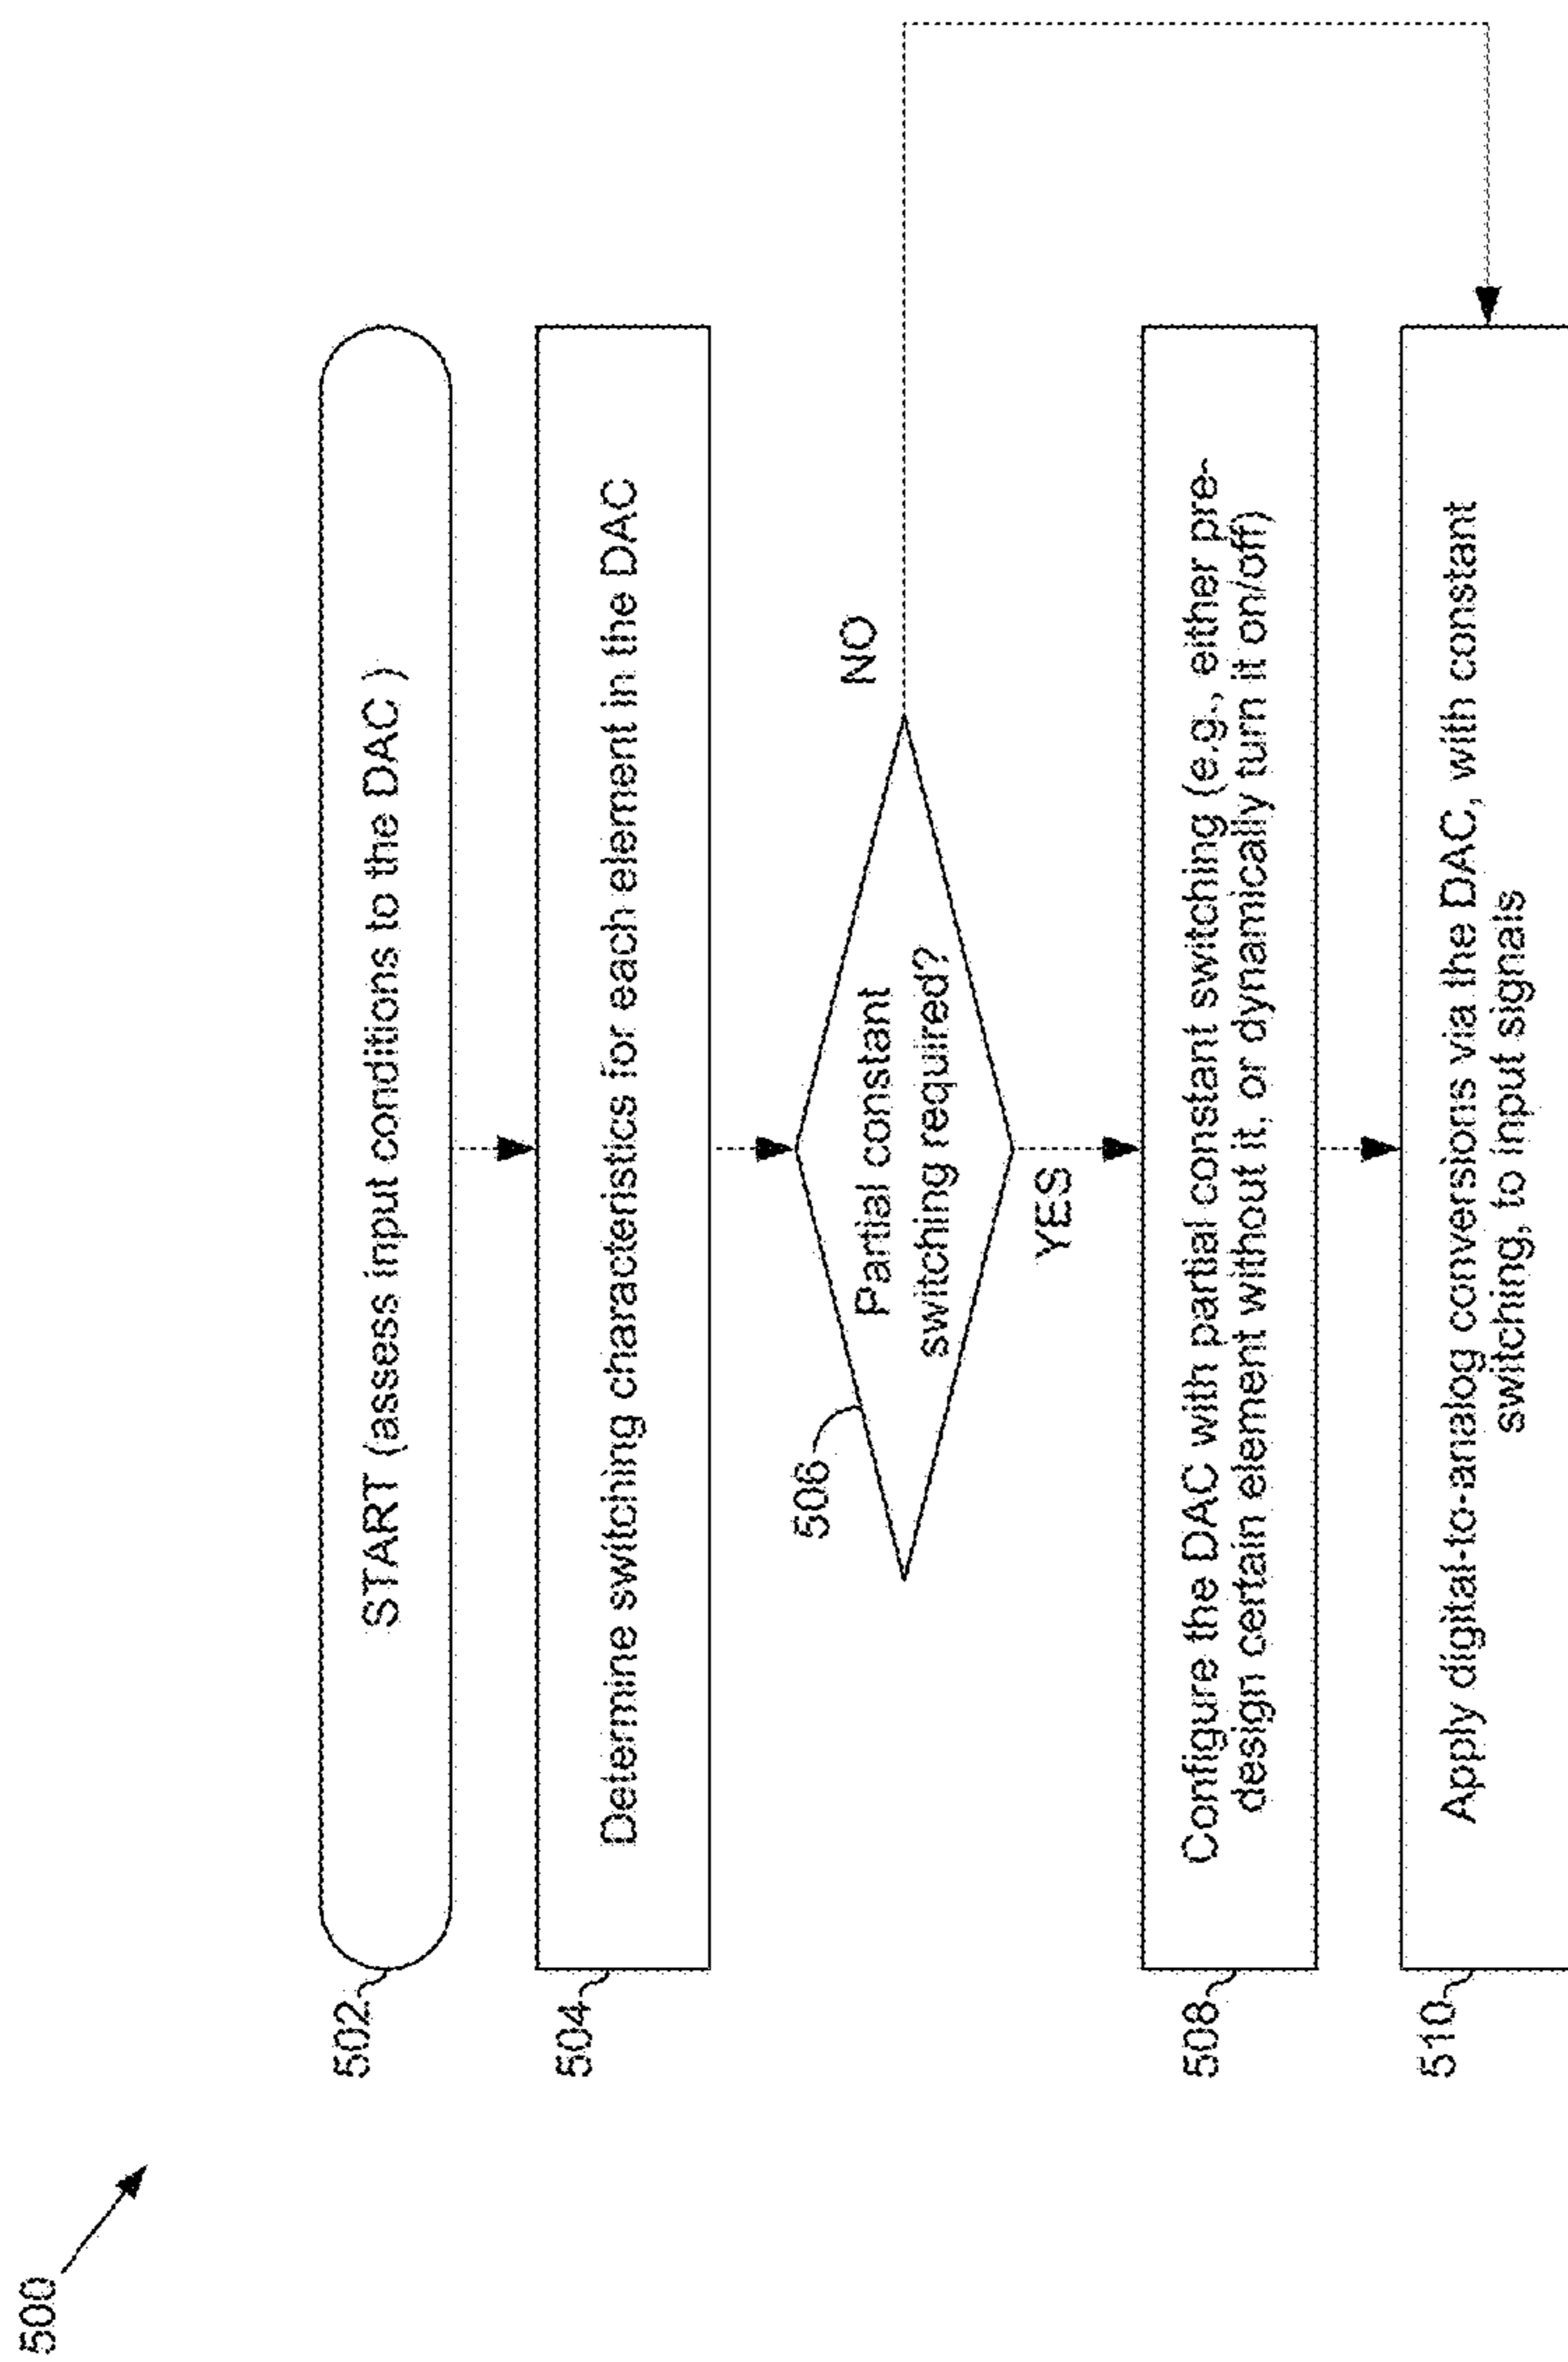 500
502
START (assess input conditions to the DAC )
504
Determine switching characteristics for each element in the DAC
506
Partial constant
switching required?
NO
YES
508
Configure the DAC with partial constant switching (e.g., either pre-
design certain element without it, or dynamically turn it on/off)
510
Apply digital-to-analog conversions via the DAC, with constant
switching, to input signals